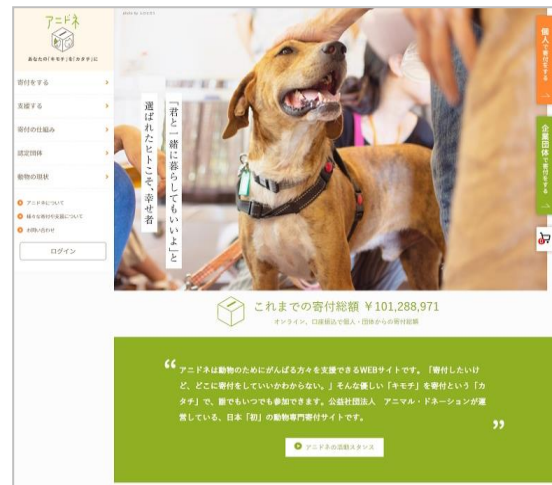 アニドネ
あなたの「キモチ」を「カタチ」に
寄付をする
支援する
寄付の仕組み
認定団体
動物の現状
アニドネについて
様々な寄付や支援について
お問い合わせ
ログイン
『君と一緒に暮らしてもいいよ』と
選ばれたヒトこそ、幸せ者
個人で寄付をする
企業団体で寄付をする
これまでの寄付総額 ¥101,288,971
オンライン、口座振込で個人・団体からの寄付総額
“アニドネは動物のためにがんばる方々を支援できるWEBサイトです。「寄付したいけ
ど、どこに寄付をしていいかわからない。」そんな優しい「キモチ」を寄付という「カ
タチ」で、誰でもいつでも参加できます。公益社団法人　アニマル・ドネーションが運
営している、日本「初」の動物専門寄付サイトです。”
アニドネの活動スタンス